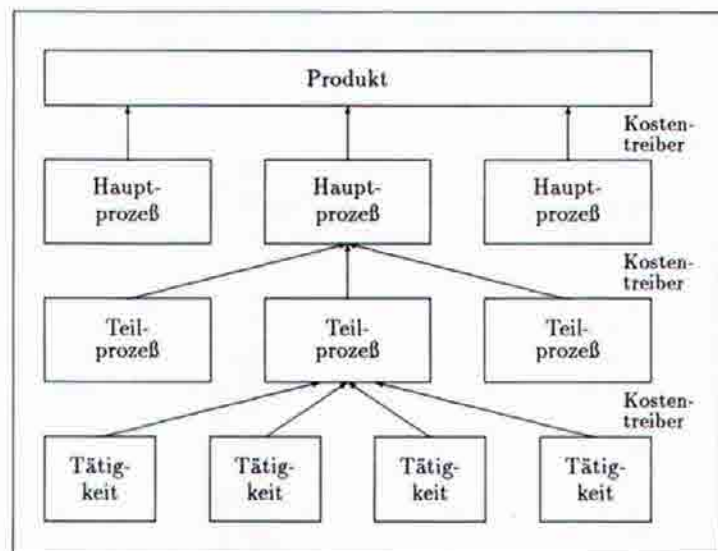 Produkt
Kosten-
treiber
Haupt-
prozeß
Haupt-
prozeß
Haupt-
prozeß
Kosten-
treiber
Teil-
prozeß
Teil-
prozeß
Teil-
prozeß
Kosten-
treiber
Tätig-
keit
Tätig-
keit
Tätig-
keit
Tätig-
keit